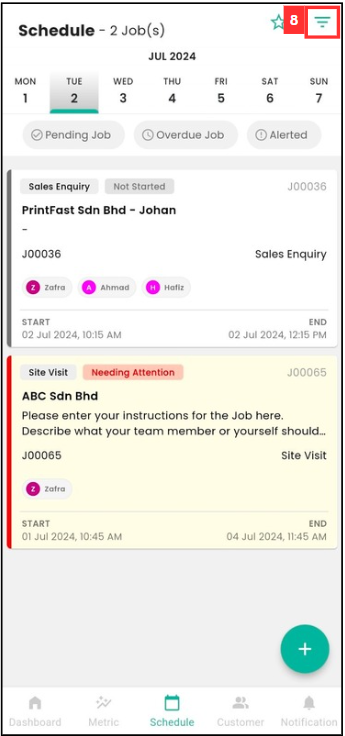 Schedule - 2 Job(s)
8
JUL 2024
MON TUE WED THU FRI SAT SUN
1 2 3 4 5 6 7
Pending Job Overdue Job Alerted
Sales Enquiry Not Started J00036
PrintFast Sdn Bhd - Johan
-
J00036 Sales Enquiry
Z Zafra A Ahmad H Hafiz
START END
02 Jul 2024, 10:15 AM 02 Jul 2024, 12:15 PM
Site Visit Needing Attention J00065
ABC Sdn Bhd
Please enter your instructions for the Job here.
Describe what your team member or yourself should...
J00065 Site Visit
Z Zafra
START END
01 Jul 2024, 10:45 AM 04 Jul 2024, 11:45 AM
+
Dashboard Metric Schedule Customer Notification